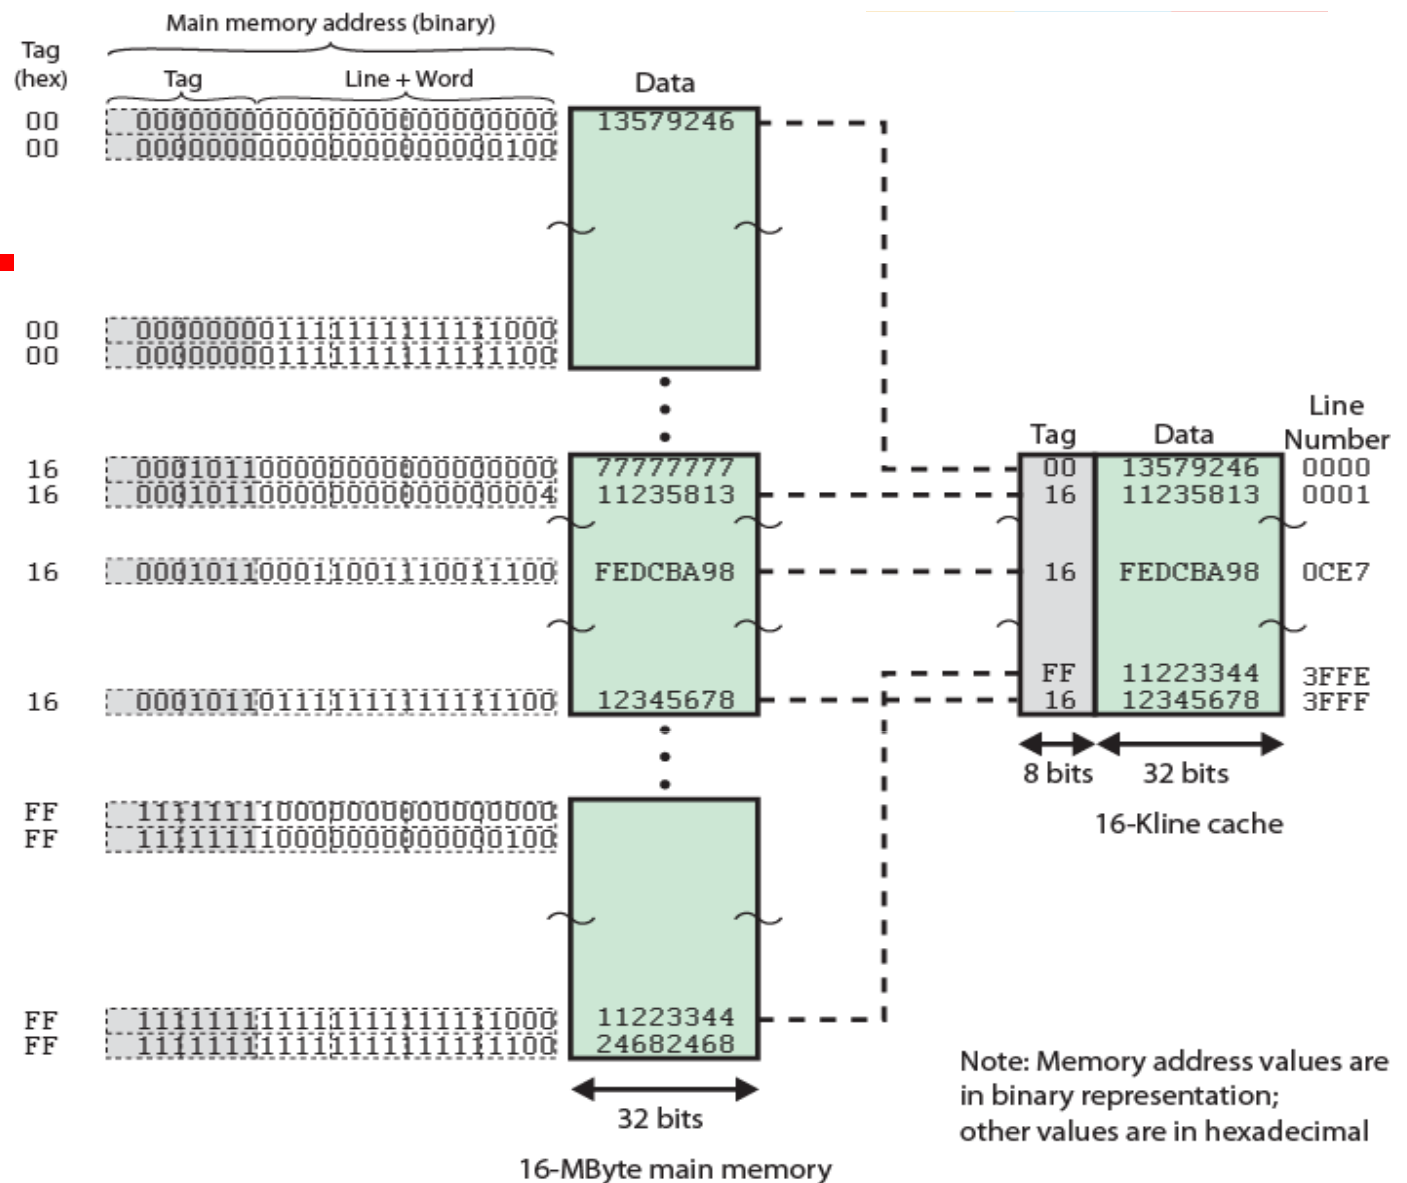 Main memory address (binary)
Tag
(hex)
Tag Line + Word Data
00 000000000000000000000000 13579246
00 000000000000000000000100
00 000000001111111111111000
00 000000001111111111111100
16 000101100000000000000000 77777777
16 000101100000000000000004 11235813
16 000101100011001110011100 FEDCBA98
16 000101101111111111111100 12345678
FF 111111110000000000000000
FF 111111110000000000000100
FF 111111111111111111111000 11223344
FF 111111111111111111111100 24682468
32 bits
16-MByte main memory
Line
Tag Data Number
00 13579246 0000
16 11235813 0001
16 FEDCBA98 0CE7
FF 11223344 3FFE
16 12345678 3FFF
8 bits 32 bits
16-Kline cache
Note: Memory address values are
in binary representation;
other values are in hexadecimal